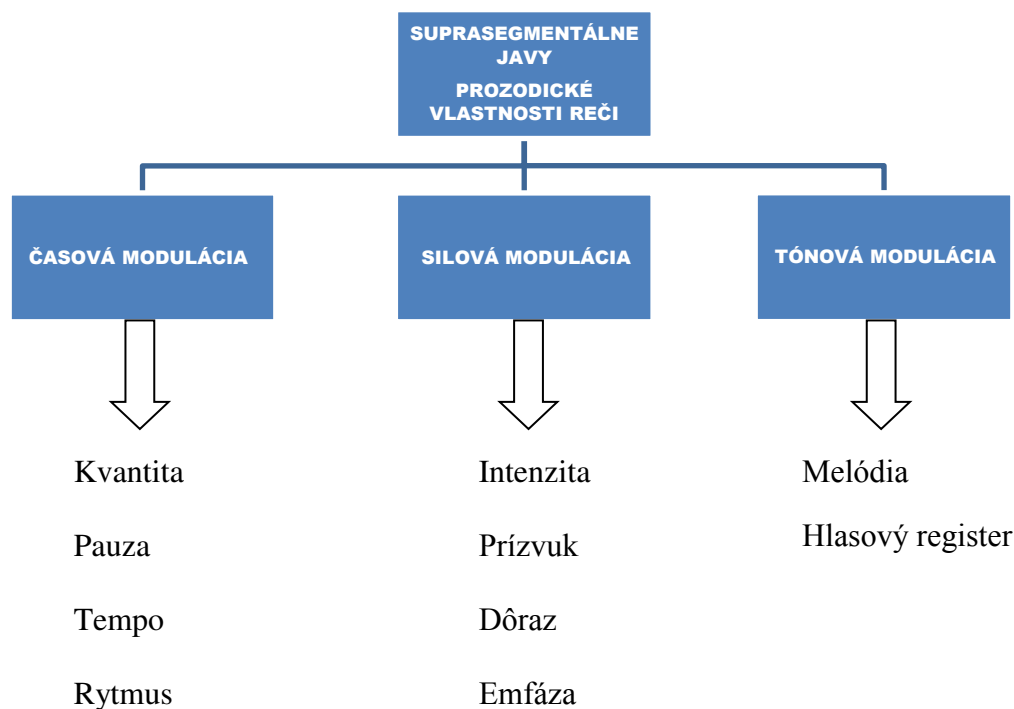 SUPRASEGMENTÁLNE
JAVY
PROZODICKÉ
VLASTNOSTI REČI
ČASOVÁ MODULÁCIA
SILOVÁ MODULÁCIA
TÓNOVÁ MODULÁCIA
Kvantita
Pauza
Tempo
Rytmus
Intenzita
Prízvuk
Dôraz
Emfáza
Melódia
Hlasový register